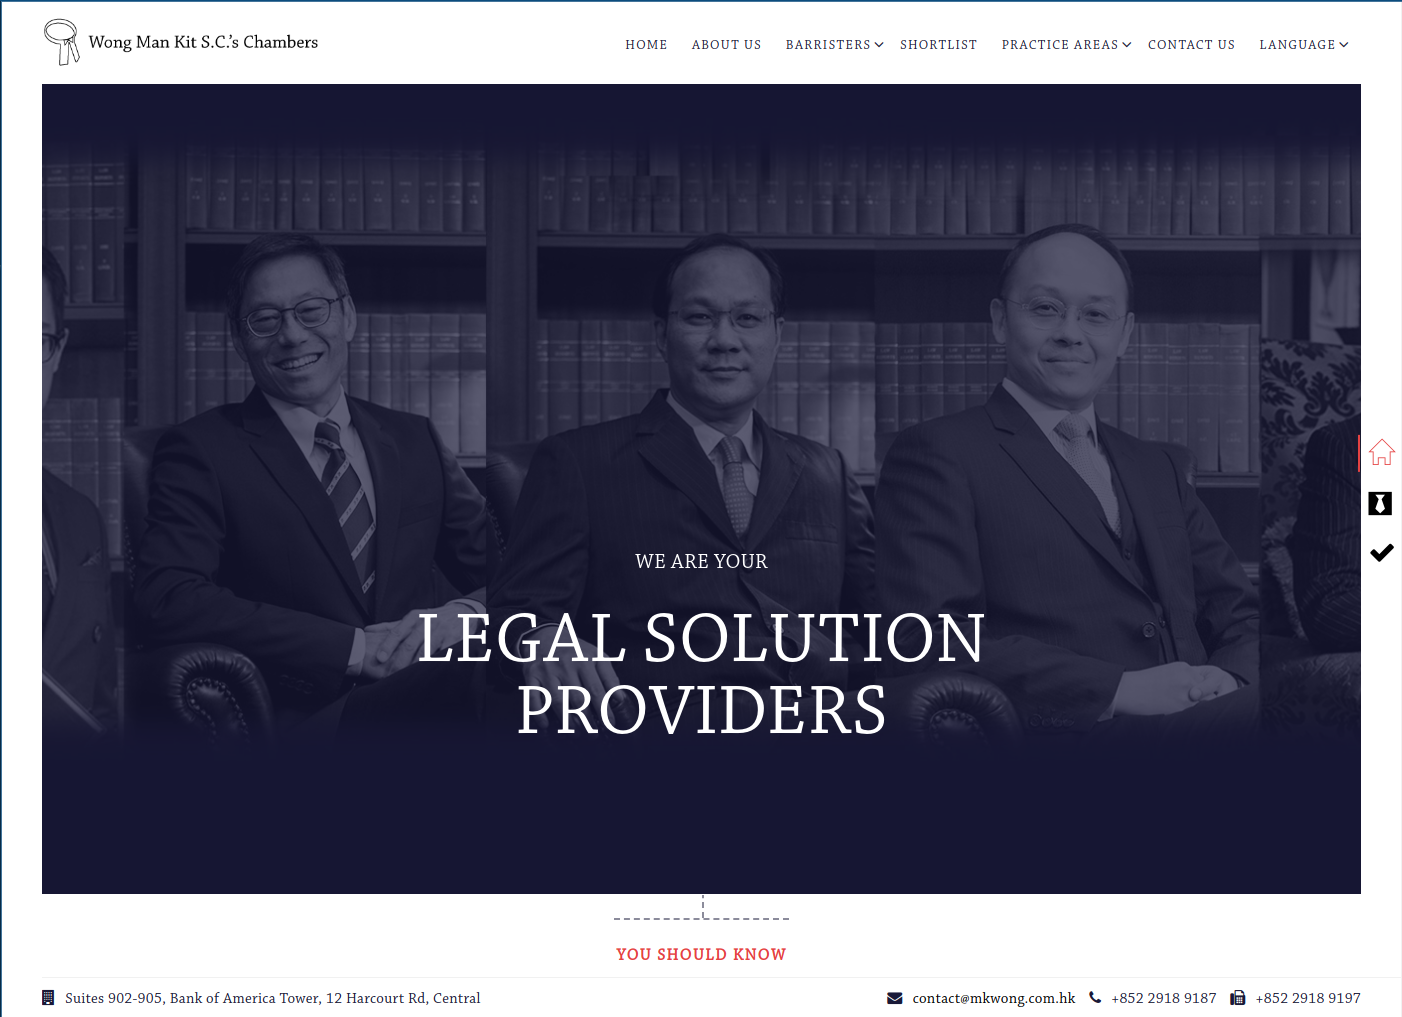 Wong Man Kit S.C.'s Chambers
HOME ABOUT US BARRISTERS SHORTLIST PRACTICE AREAS CONTACT US LANGUAGE
WE ARE YOUR
LEGAL SOLUTION
PROVIDERS
YOU SHOULD KNOW
Suites 902-905, Bank of America Tower, 12 Harcourt Rd, Central contact@mkwong.com.hk +852 2918 9187 +852 2918 9197